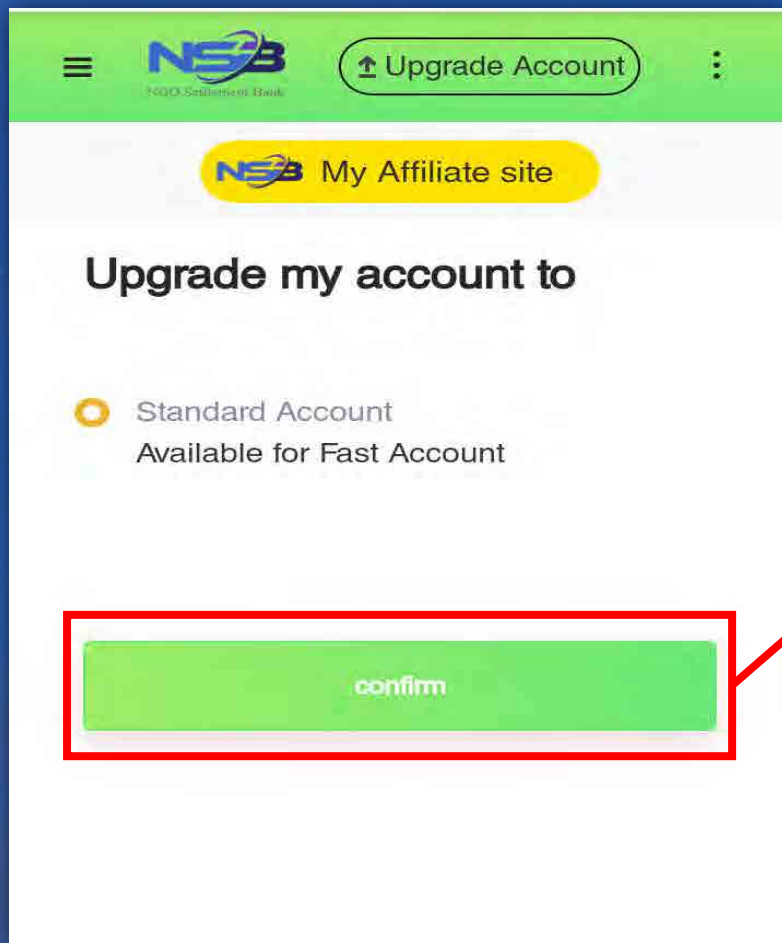 NSB
NGO Settlement Bank
Upgrade Account
NSB My Affiliate site
Upgrade my account to
Standard Account
Available for Fast Account
confirm